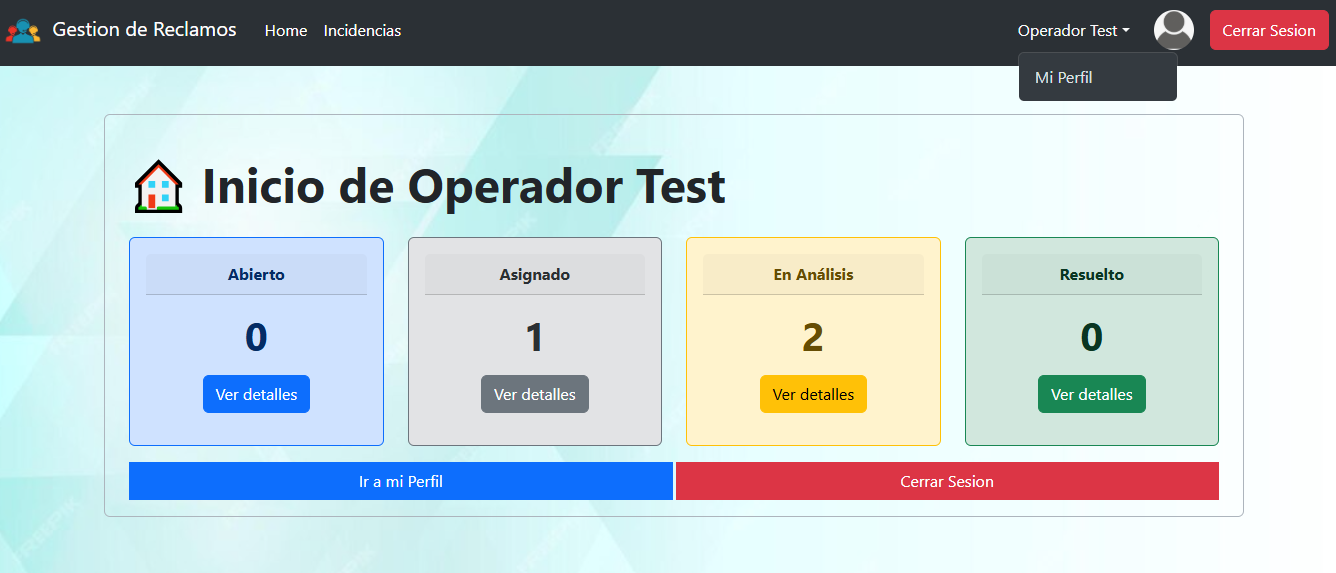 Gestion de Reclamos Home Incidencias Operador Test Cerrar Sesion
Mi Perfil
Inicio de Operador Test
Abierto Asignado En Análisis Resuelto
0 1 2 0
Ver detalles Ver detalles Ver detalles Ver detalles
Ir a mi Perfil Cerrar Sesion
FREEPIK